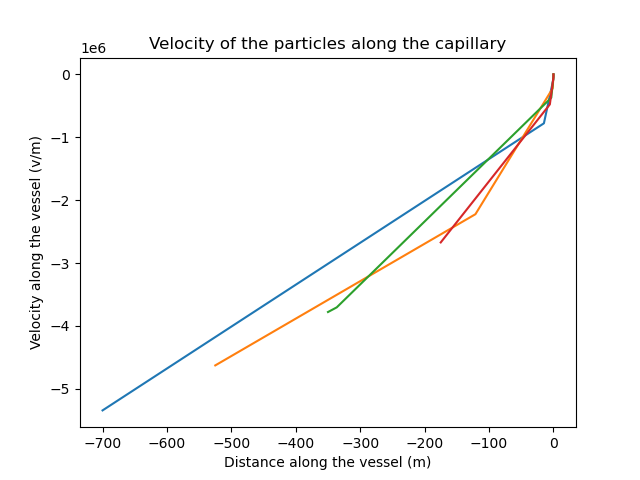 Velocity of the particles along the capillary
1e6
0
−1
−2
−3
−4
−5
Velocity along the vessel (v/m)
−700 −600 −500 −400 −300 −200 −100 0
Distance along the vessel (m)